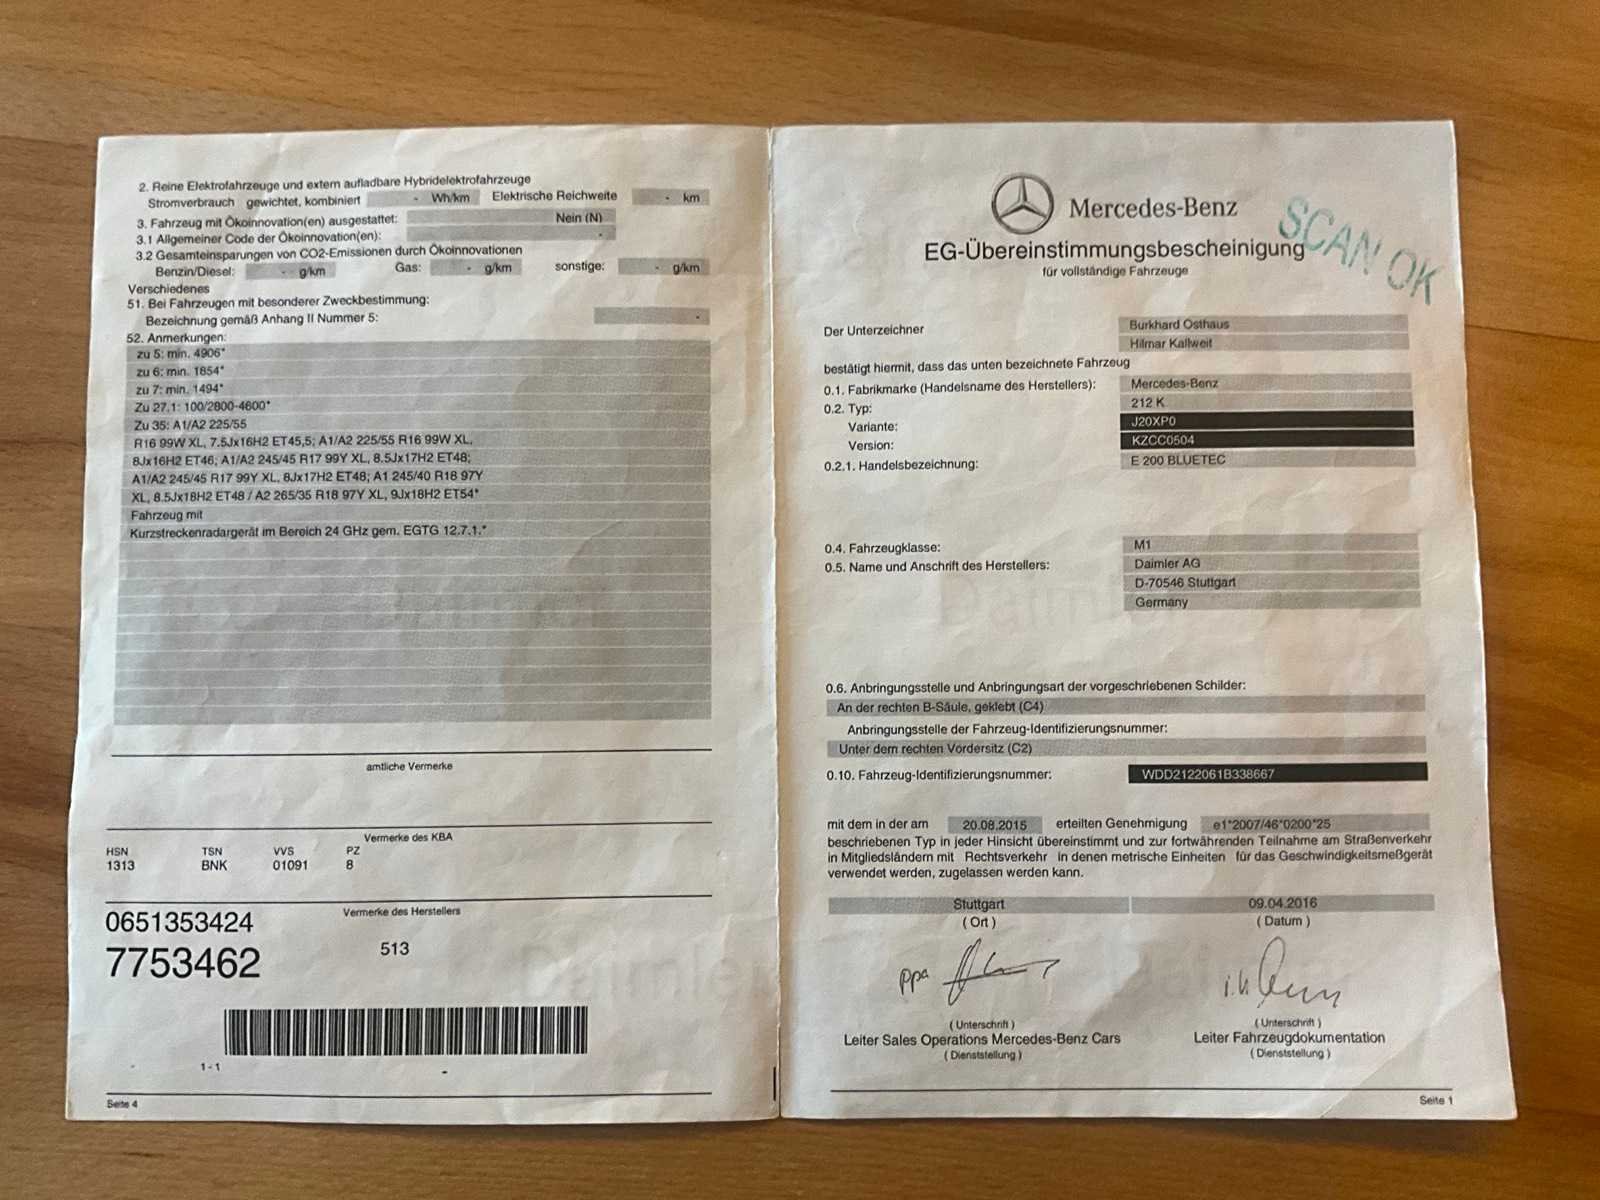 2. Reine Elektrofahrzeuge und extern aufladbare Hybridelektrofahrzeuge
Stromverbrauch gewichtet, kombiniert - Wh/km Elektrische Reichweite - km
3. Fahrzeug mit Ökoinnovation(en) ausgestattet: Nein (N)
3.1 Allgemeiner Code der Ökoinnovation(en): -
3.2 Gesamteinsparungen von CO2-Emissionen durch Ökoinnovationen
Benzin/Diesel: - g/km Gas: - g/km sonstige: - g/km
Verschiedenes
51. Bei Fahrzeugen mit besonderer Zweckbestimmung:
Bezeichnung gemäß Anhang II Nummer 5: -
52. Anmerkungen:
zu 5: min. 4906*
zu 6: min. 1854*
zu 7: min. 1494*
Zu 27.1: 100/2800-4600*
Zu 35: A1/A2 225/55
R16 99W XL, 7.5Jx16H2 ET45,5; A1/A2 225/55 R16 99W XL,
8Jx16H2 ET46; A1/A2 245/45 R17 99Y XL, 8.5Jx17H2 ET48;
A1/A2 245/45 R17 99Y XL, 8Jx17H2 ET48; A1 245/40 R18 97Y
XL, 8.5Jx18H2 ET48 / A2 265/35 R18 97Y XL, 9Jx18H2 ET54*
Fahrzeug mit
Kurzstreckenradargerät im Bereich 24 GHz gem. EGTG 12.7.1.*
amtliche Vermerke
Vermerke des KBA
HSN TSN VVS PZ
1313 BNK 01091 8
Vermerke des Herstellers
0651353424
7753462 513
1-1 -
Seite 4
Mercedes-Benz
SCAN OK
EG-Übereinstimmungsbescheinigung
für vollständige Fahrzeuge
Der Unterzeichner Burkhard Osthaus
Hilmar Kallweit
bestätigt hiermit, dass das unten bezeichnete Fahrzeug
0.1. Fabrikmarke (Handelsname des Herstellers): Mercedes-Benz
0.2. Typ: 212 K
Variante: J20XP0
Version: KZCC0504
0.2.1. Handelsbezeichnung: E 200 BLUETEC
0.4. Fahrzeugklasse: M1
0.5. Name und Anschrift des Herstellers: Daimler AG
D-70546 Stuttgart
Germany
0.6. Anbringungsstelle und Anbringungsart der vorgeschriebenen Schilder:
An der rechten B-Säule, geklebt (C4)
Anbringungsstelle der Fahrzeug-Identifizierungsnummer:
Unter dem rechten Vordersitz (C2)
0.10. Fahrzeug-Identifizierungsnummer: WDD2122061B338667
mit dem in der am 20.08.2015 erteilten Genehmigung e1*2007/46*0200*25
beschriebenen Typ in jeder Hinsicht übereinstimmt und zur fortwährenden Teilnahme am Straßenverkehr
in Mitgliedsländern mit Rechtsverkehr in denen metrische Einheiten für das Geschwindigkeitsmeßgerät
verwendet werden, zugelassen werden kann.
Stuttgart 09.04.2016
( Ort ) ( Datum )
ppa i.V.
( Unterschrift ) ( Unterschrift )
Leiter Sales Operations Mercedes-Benz Cars Leiter Fahrzeugdokumentation
( Dienststellung ) ( Dienststellung )
Seite 1